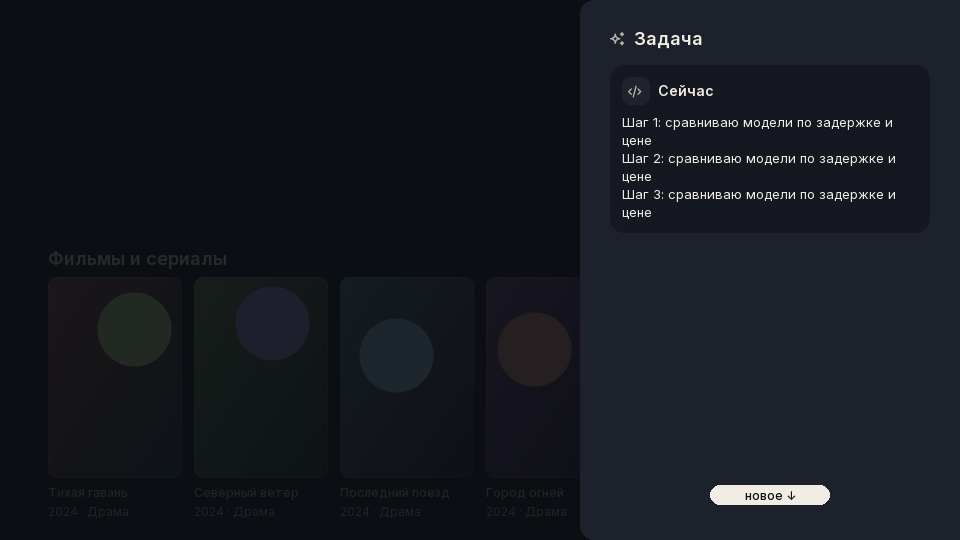 Задача
Сейчас
Шаг 1: сравниваю модели по задержке и
цене
Шаг 2: сравниваю модели по задержке и
цене
Шаг 3: сравниваю модели по задержке и
цене
Фильмы и сериалы
Тихая гавань
2024 · Драма
Северный ветер
2024 · Драма
Последний поезд
2024 · Драма
Город огней
2024 · Драма
новое ↓